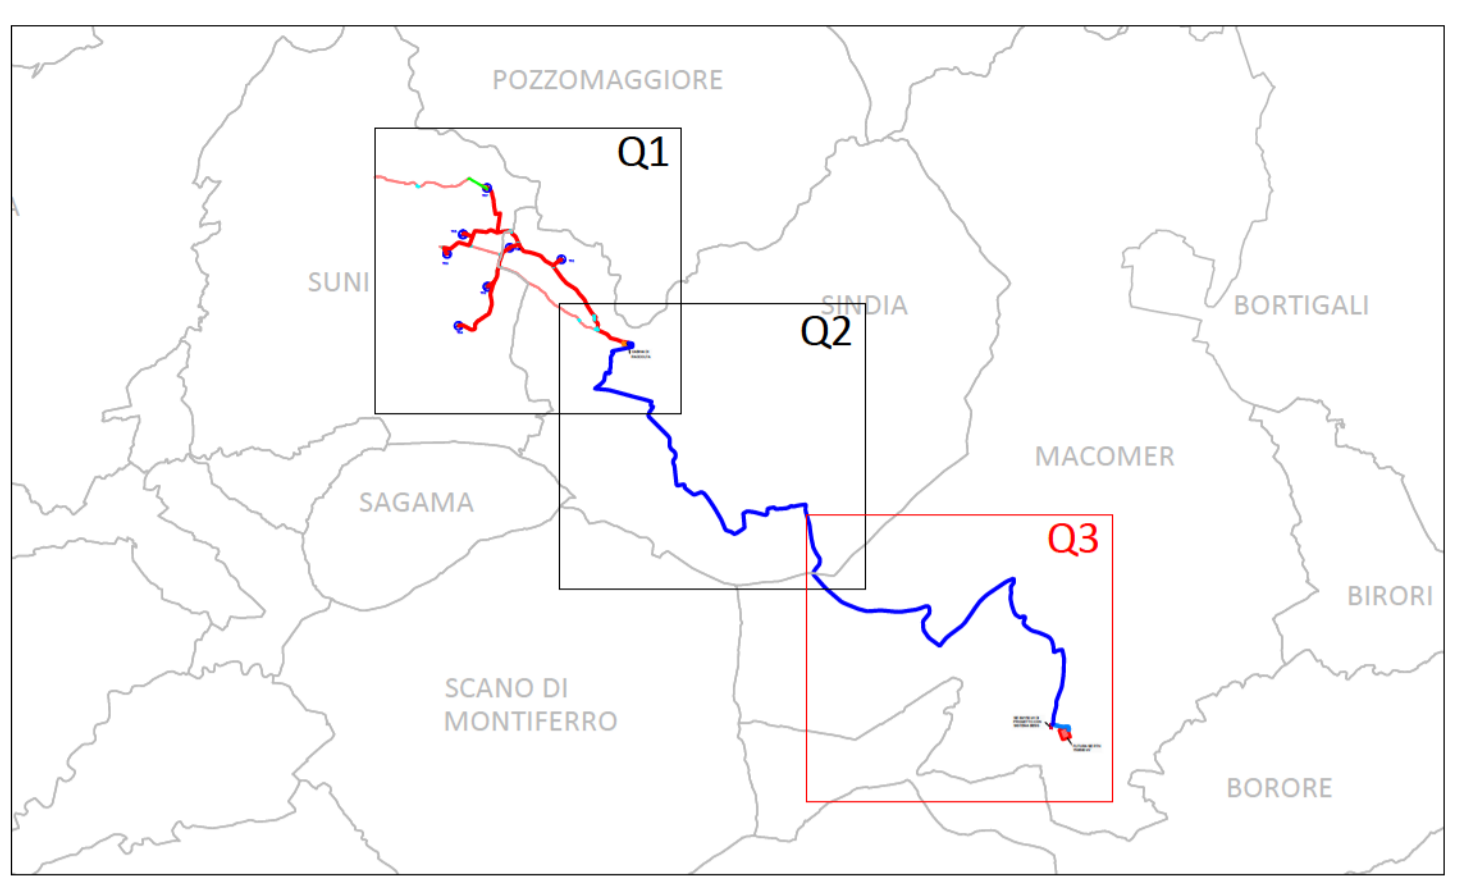 POZZOMAGGIORE
Q1
SUNI
SINDIA
BORTIGALI
Q2
MACOMER
SAGAMA
Q3
BIRORI
SCANO DI
MONTIFERRO
BORORE